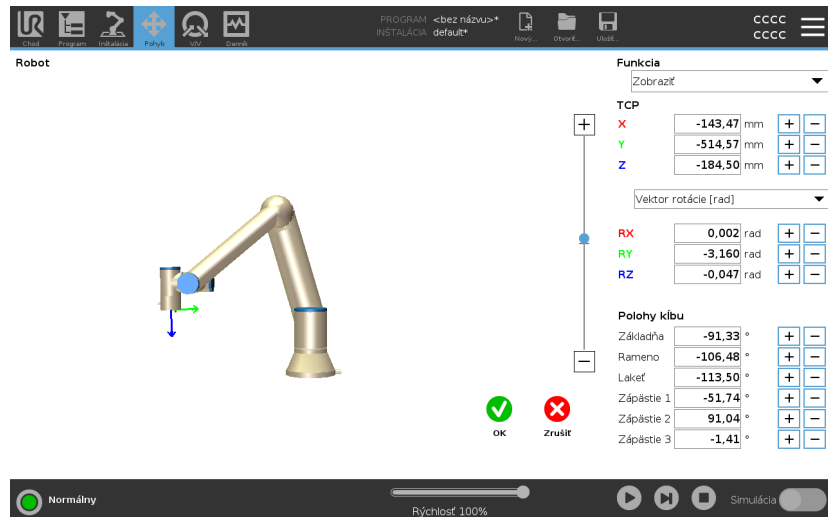 UR
Chod
Program
Inštalácia
Pohyb
V/V
Denník
PROGRAM <bez názvu>*
INŠTALÁCIA default*
Nový...
Otvoriť...
Uložiť...
cccc
cccc
Robot
Funkcia
Zobraziť
TCP
X -143,47 mm + −
Y -514,57 mm + −
Z -184,50 mm + −
Vektor rotácie [rad]
RX 0,002 rad + −
RY -3,160 rad + −
RZ -0,047 rad + −
Polohy kĺbu
Základňa -91,33 ° + −
Rameno -106,48 ° + −
Lakeť -113,50 ° + −
Zápästie 1 -51,74 ° + −
Zápästie 2 91,04 ° + −
Zápästie 3 -1,41 ° + −
+
−
OK
Zrušiť
Normálny
Rýchlosť 100%
Simulácia